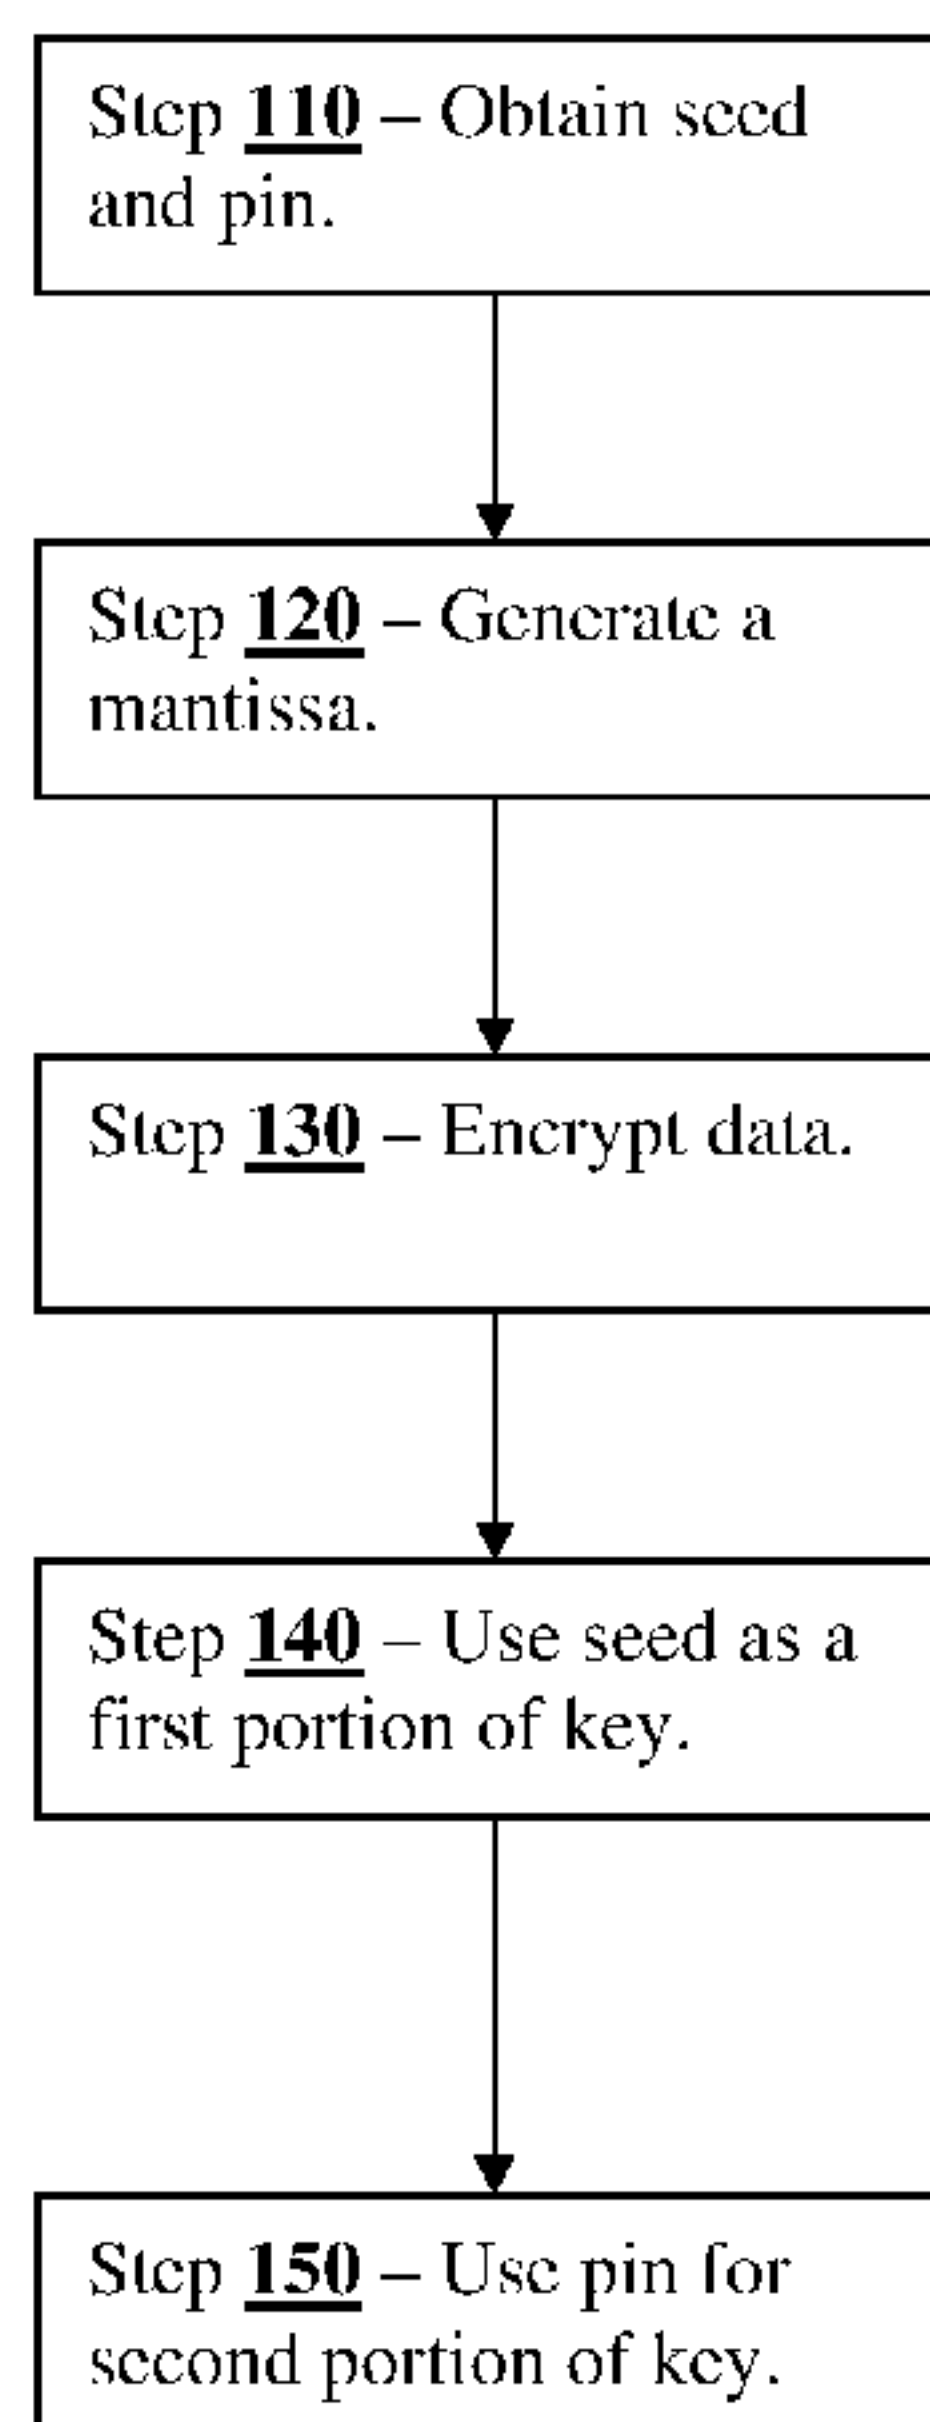 Step 110 – Obtain seed
and pin.
Step 120 – Generate a
mantissa.
Step 130 – Encrypt data.
Step 140 – Use seed as a
first portion of key.
Step 150 – Use pin for
second portion of key.